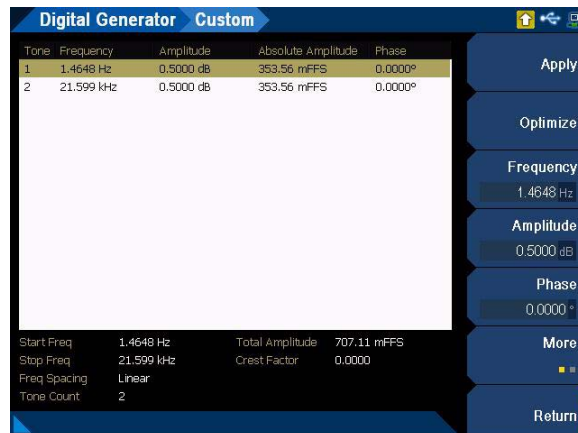 Digital Generator Custom
Tone Frequency Amplitude Absolute Amplitude Phase
1 1.4648 Hz 0.5000 dB 353.56 mFFS 0.0000°
2 21.599 kHz 0.5000 dB 353.56 mFFS 0.0000°
Start Freq 1.4648 Hz Total Amplitude 707.11 mFFS
Stop Freq 21.599 kHz Crest Factor 0.0000
Freq Spacing Linear
Tone Count 2
Apply
Optimize
Frequency
1.4648 Hz
Amplitude
0.5000 dB
Phase
0.0000 °
More
Return